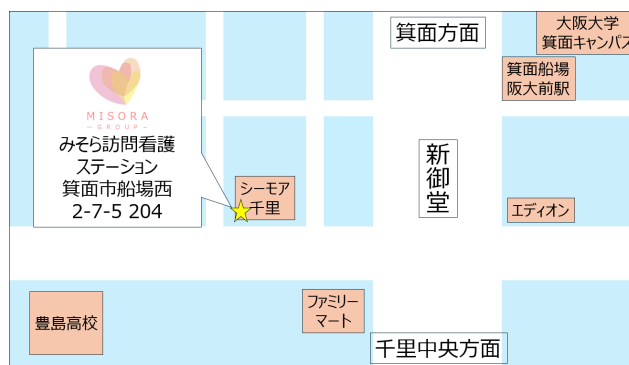 箕面方面
大阪大学
箕面キャンパス
箕面船場
阪大前駅
MISORA
-GROUP-
みそら訪問看護
ステーション
箕面市船場西
2-7-5 204
シーモア
千里
新御堂
エディオン
豊島高校
ファミリー
マート
千里中央方面